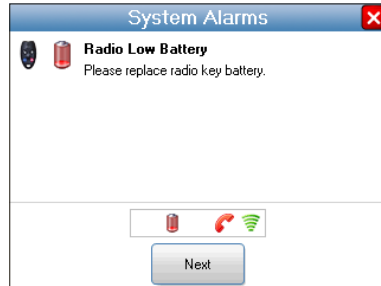 System Alarms
Radio Low Battery
Please replace radio key battery.
Next